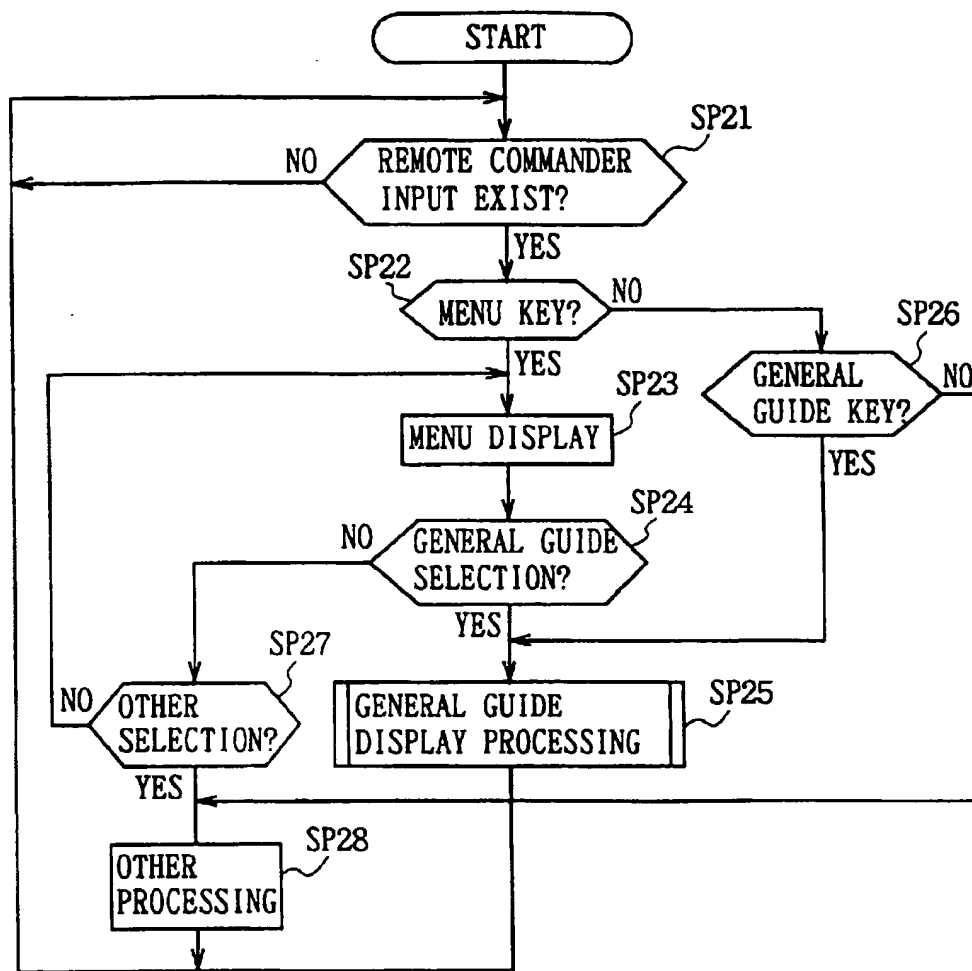 START
SP21
NO
REMOTE COMMANDER
INPUT EXIST?
YES
SP22
MENU KEY?
NO
SP26
YES
GENERAL
GUIDE KEY?
NO
SP23
MENU DISPLAY
YES
SP24
NO
GENERAL GUIDE
SELECTION?
YES
SP27
NO
OTHER
SELECTION?
SP25
GENERAL GUIDE
DISPLAY PROCESSING
YES
SP28
OTHER
PROCESSING